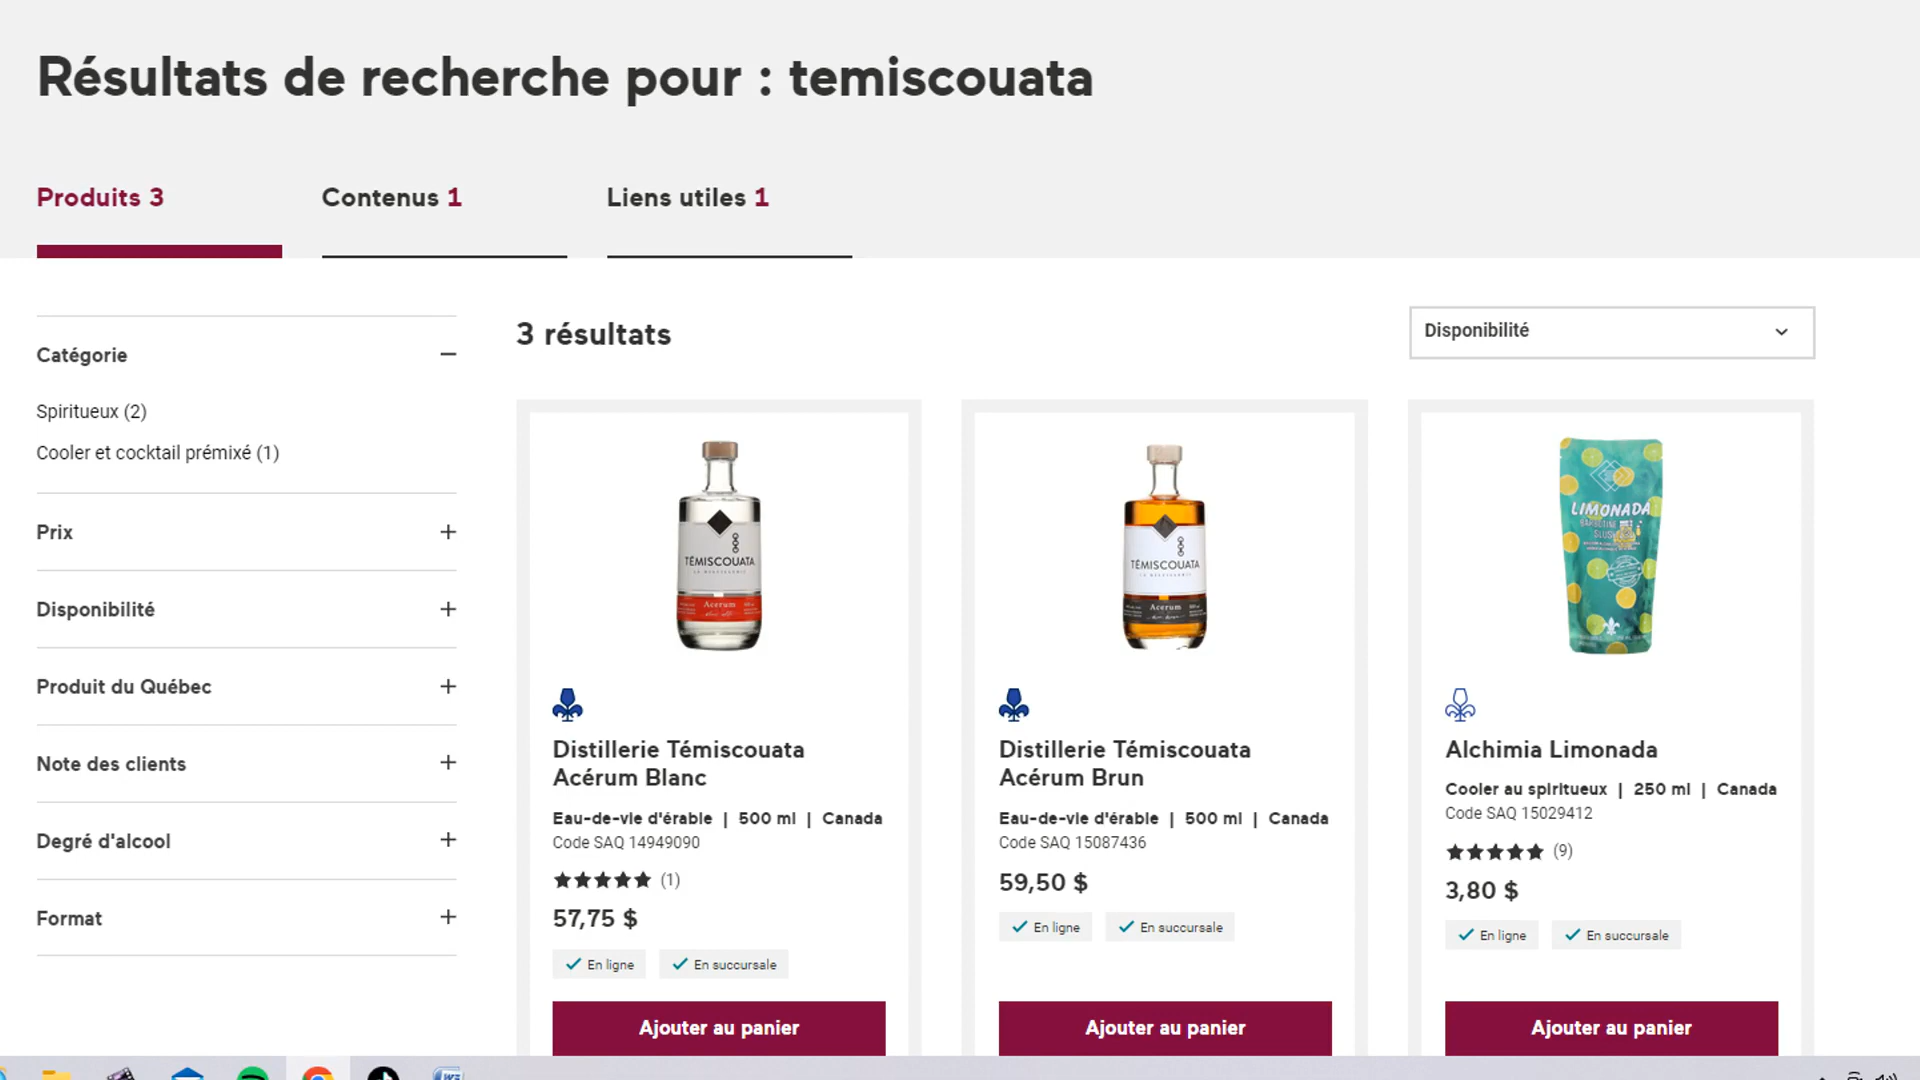 Résultats de recherche pour : temiscouata
Produits 3
Contenus 1
Liens utiles 1
Catégorie
Spiritueux (2)
Cooler et cocktail prémixé (1)
Prix
Disponibilité
Produit du Québec
Note des clients
Degré d'alcool
Format
3 résultats
Disponibilité
TÉMISCOUATA
Acerum
Distillerie Témiscouata
Acérum Blanc
Eau-de-vie d'érable | 500 ml | Canada
Code SAQ 14949090
(1)
57,75 $
En ligne
En succursale
Ajouter au panier
TÉMISCOUATA
Acerum
Distillerie Témiscouata
Acérum Brun
Eau-de-vie d'érable | 500 ml | Canada
Code SAQ 15087436
59,50 $
En ligne
En succursale
Ajouter au panier
LIMONADA
BARBOTINE
Alchimia Limonada
Cooler au spiritueux | 250 ml | Canada
Code SAQ 15029412
(9)
3,80 $
En ligne
En succursale
Ajouter au panier